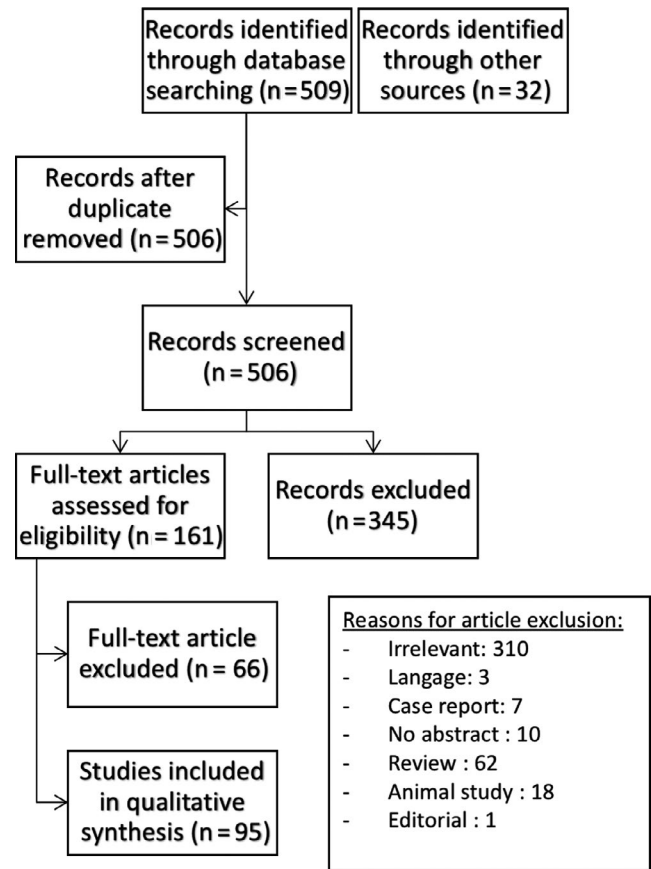 Records identified
through database
searching (n=509)
Records identified
through other
sources (n=32)
Records after
duplicate
removed (n=506)
Records screened
(n=506)
Full-text articles
assessed for
eligibility (n=161)
Records excluded
(n=345)
Full-text article
excluded (n=66)
Studies included
in qualitative
synthesis (n=95)
Reasons for article exclusion:
- Irrelevant: 310
- Langage: 3
- Case report: 7
- No abstract : 10
- Review : 62
- Animal study : 18
- Editorial : 1